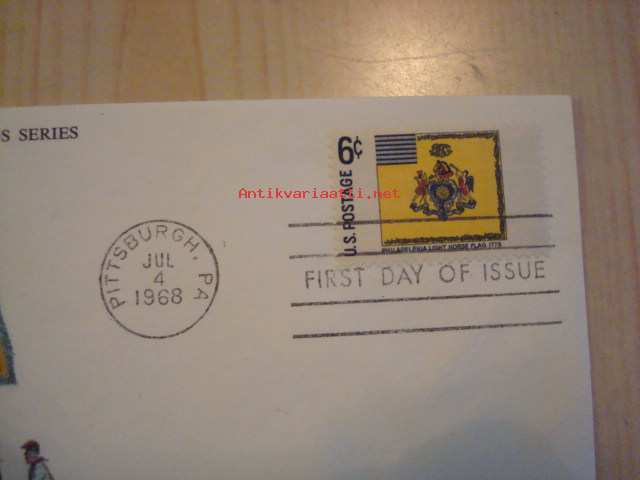 S SERIES
6¢
U.S. POSTAGE
PHILADELPHIA LIGHT HORSE FLAG 1775
Antikvariaatti.net
PITTSBURGH, PA
JUL
4
1968
FIRST DAY OF ISSUE